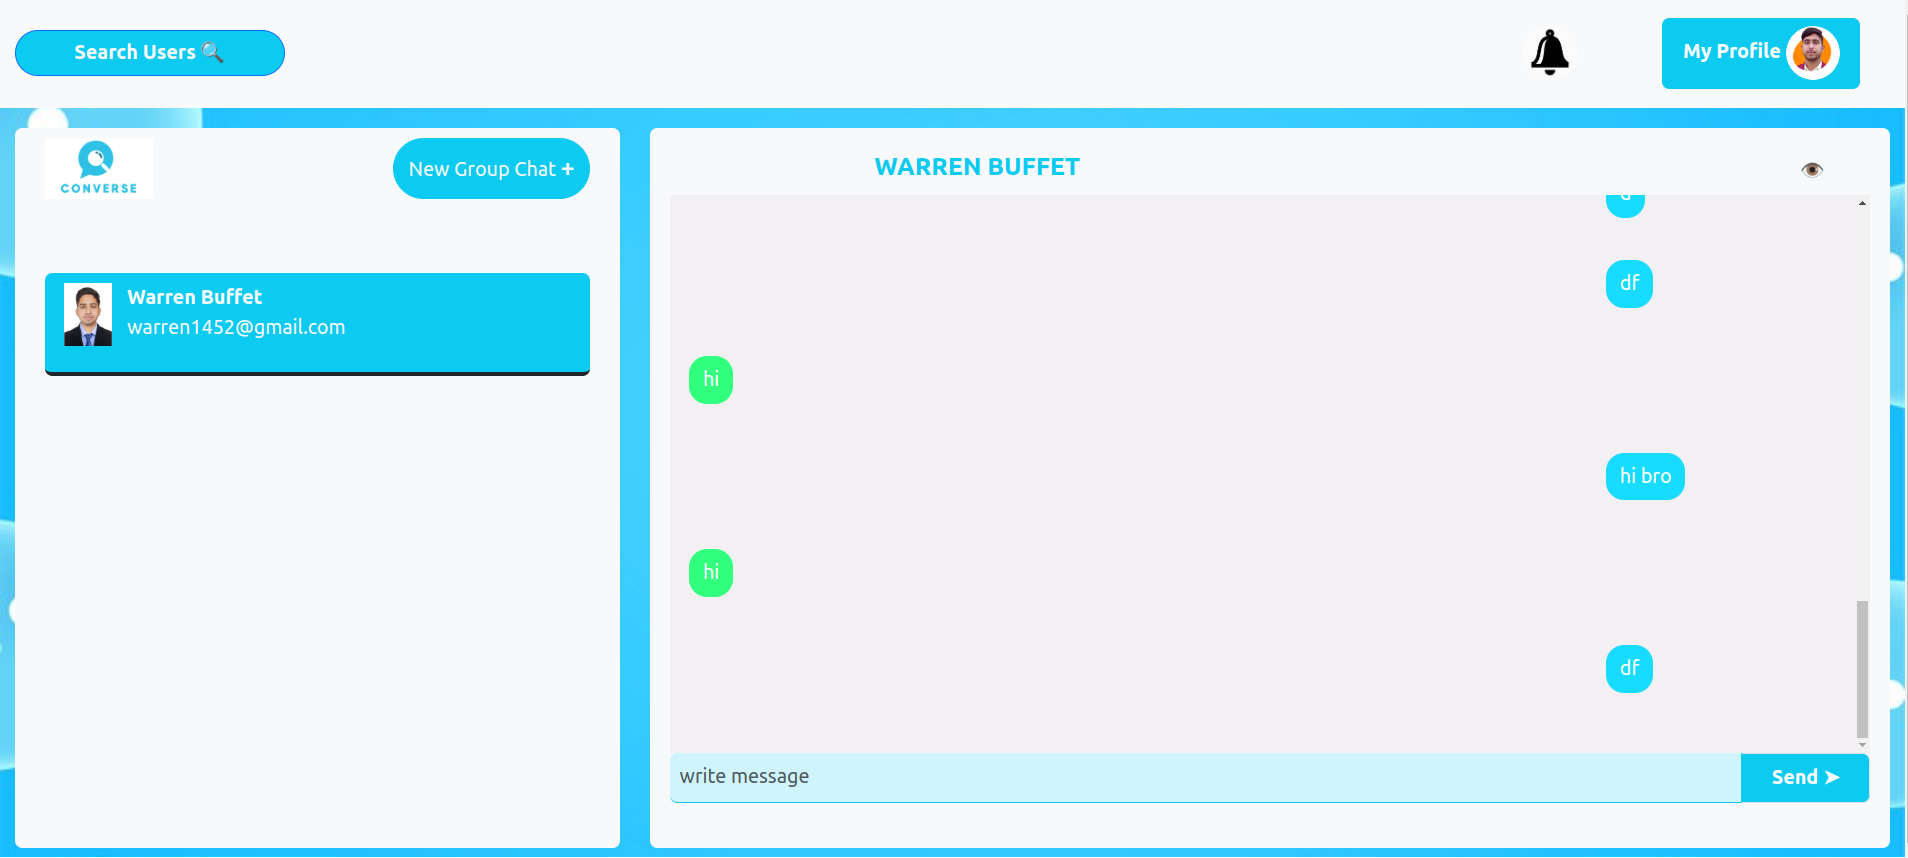 Search Users
My Profile
CONVERSE
New Group Chat +
Warren Buffet
warren1452@gmail.com
WARREN BUFFET
df
hi
hi bro
hi
df
write message
Send ➤